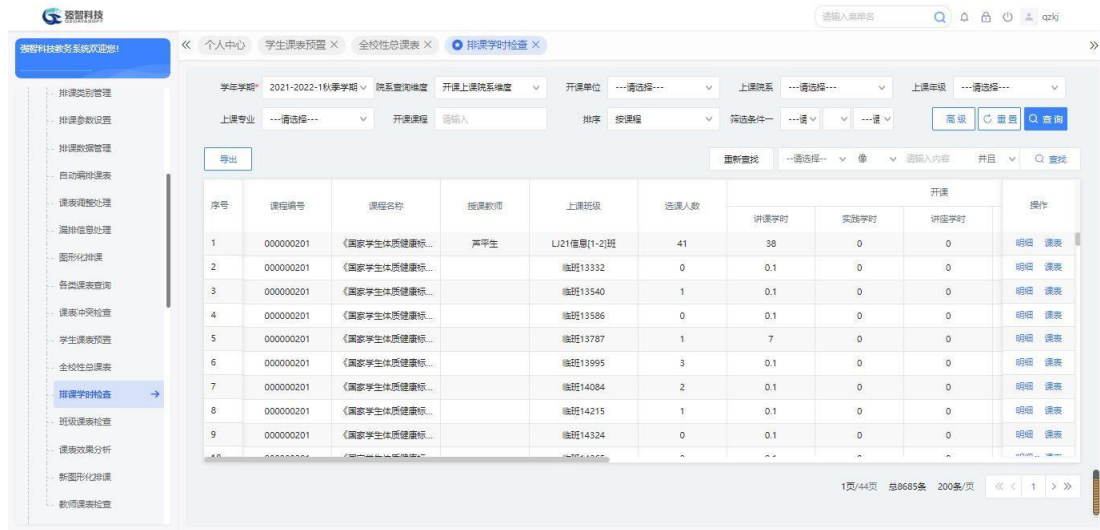 强智科技
请输入菜单名
qzkj
强智科技教务系统欢迎您!
个人中心 学生课表预置 × 全校性总课表 × 排课学时检查 ×
排课类别管理
排课参数设置
排课数据管理
自动编排课表
课表调整处理
漏排信息处理
图形化排课
各类课表查询
课表冲突检查
学生课表预置
全校性总课表
排课学时检查
班级课表检查
课表效果分析
新图形化排课
教师课表检查
学年学期* 2021-2022-1秋季学期 院系查询维度 开课上课院系维度 开课单位 ---请选择--- 上课院系 ---请选择--- 上课年级 ---请选择---
上课专业 ---请选择--- 开课课程 请输入 排序 按课程 筛选条件一 ---请 ---请 高级 重置 查询
导出 重新查找 --请选择-- 像 请输入内容 并且 查找
序号 课程编号 课程名称 授课教师 上课班级 选课人数 开课 操作
讲课学时 实践学时 讲座学时
1 000000201 《国家学生体质健康标... 芦平生 LJ21信息[1-2]班 41 38 0 0 明细 课表
2 000000201 《国家学生体质健康标... 临班13332 0 0.1 0 0 明细 课表
3 000000201 《国家学生体质健康标... 临班13540 1 0.1 0 0 明细 课表
4 000000201 《国家学生体质健康标... 临班13586 0 0.1 0 0 明细 课表
5 000000201 《国家学生体质健康标... 临班13787 1 7 0 0 明细 课表
6 000000201 《国家学生体质健康标... 临班13995 3 0.1 0 0 明细 课表
7 000000201 《国家学生体质健康标... 临班14084 2 0.1 0 0 明细 课表
8 000000201 《国家学生体质健康标... 临班14215 1 0.1 0 0 明细 课表
9 000000201 《国家学生体质健康标... 临班14324 0 0.1 0 0 明细 课表
1页/44页 总8685条 200条/页 1